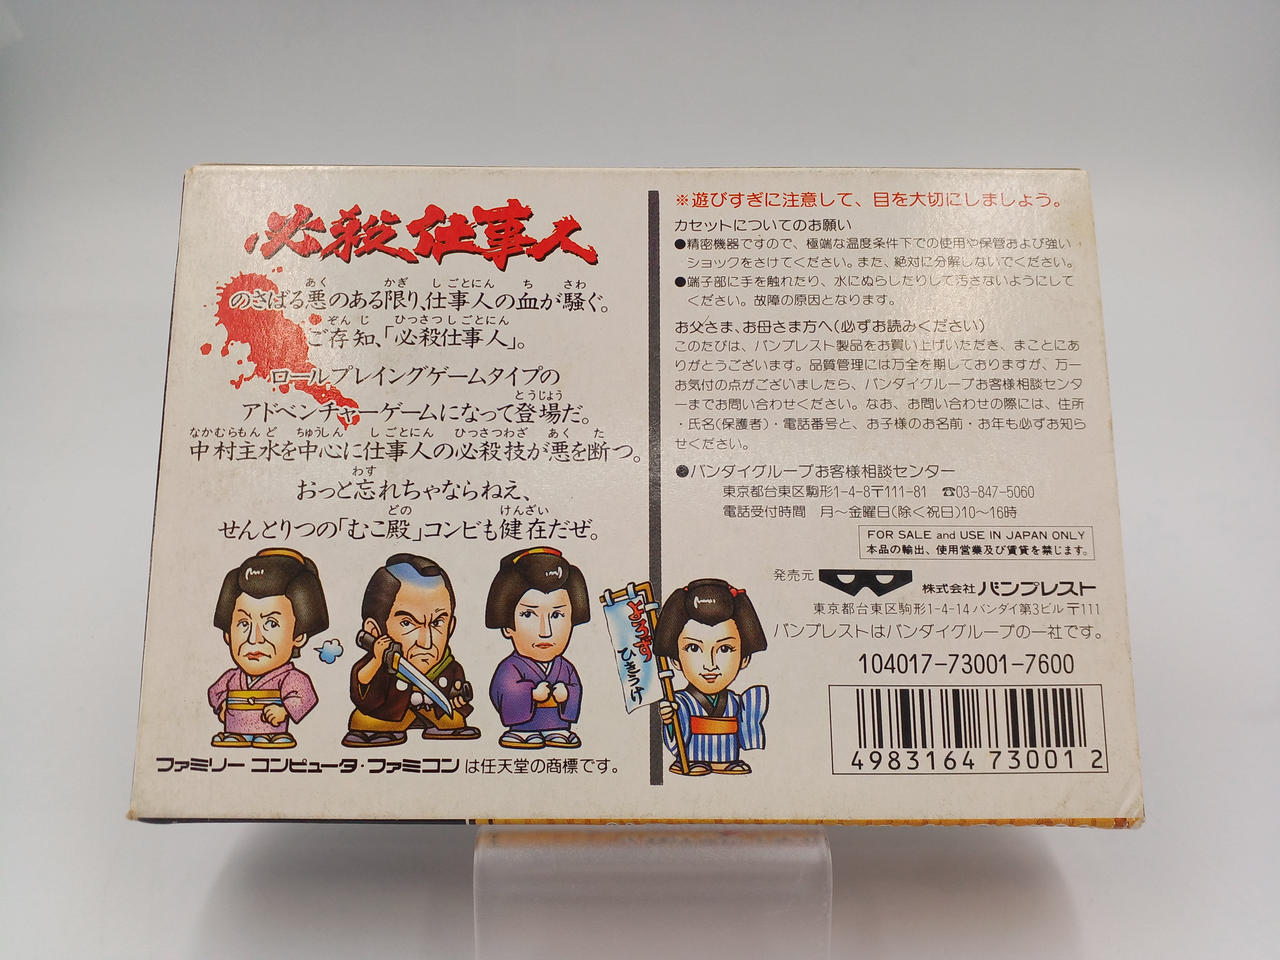 必殺仕事人
のさばる悪のある限り、仕事人の血が騒ぐ。
ご存知、「必殺仕事人」。
ロールプレイングゲームタイプの
アドベンチャーゲームになって登場だ。
中村主水を中心に仕事人の必殺技が悪を断つ。
おっと忘れちゃならねえ、
せんとりつの「むこ殿」コンビも健在だぜ。
よろず
ひきうけ
ファミリーコンピュータ・ファミコンは任天堂の商標です。
※遊びすぎに注意して、目を大切にしましょう。
カセットについてのお願い
●精密機器ですので、極端な温度条件下での使用や保管および強い
ショックをさけてください。また、絶対に分解しないでください。
●端子部に手を触れたり、水にぬらしたりして汚さないようにして
ください。故障の原因となります。
お父さま、お母さま方へ(必ずお読みください)
このたびは、バンプレスト製品をお買い上げいただき、まことにあ
りがとうございます。品質管理には万全を期しておりますが、万一
お気付の点がございましたら、バンダイグループお客様相談センタ
ーまでお問い合わせください。なお、お問い合わせの際には、住所
・氏名(保護者)・電話番号と、お子様のお名前・お年も必ずお知ら
せください。
●バンダイグループお客様相談センター
東京都台東区駒形1-4-8〒111-81 ☎03-847-5060
電話受付時間 月〜金曜日(除く祝日)10〜16時
FOR SALE and USE IN JAPAN ONLY
本品の輸出、使用営業及び賃貸を禁じます。
発売元 株式会社バンプレスト
東京都台東区駒形1-4-14バンダイ第3ビル〒111
バンプレストはバンダイグループの一社です。
104017-73001-7600
4983164730012